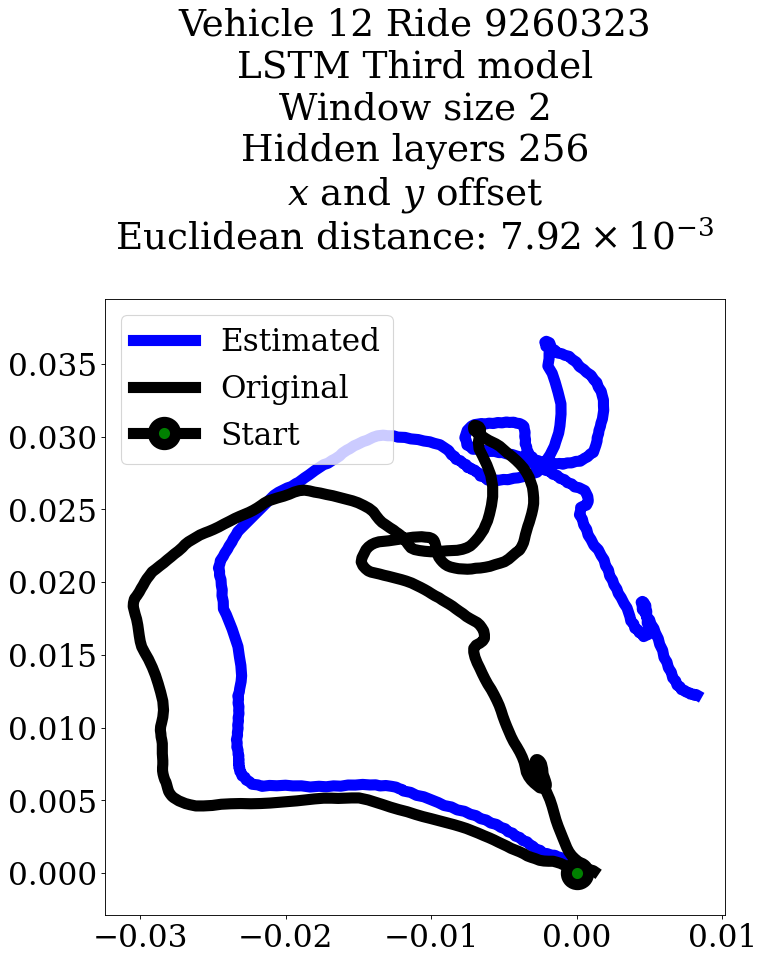 Vehicle 12 Ride 9260323
LSTM Third model
Window size 2
Hidden layers 256
x and y offset
Euclidean distance: 7.92 × 10⁻³
Estimated
Original
Start
0.035
0.030
0.025
0.020
0.015
0.010
0.005
0.000
−0.03 −0.02 −0.01 0.00 0.01